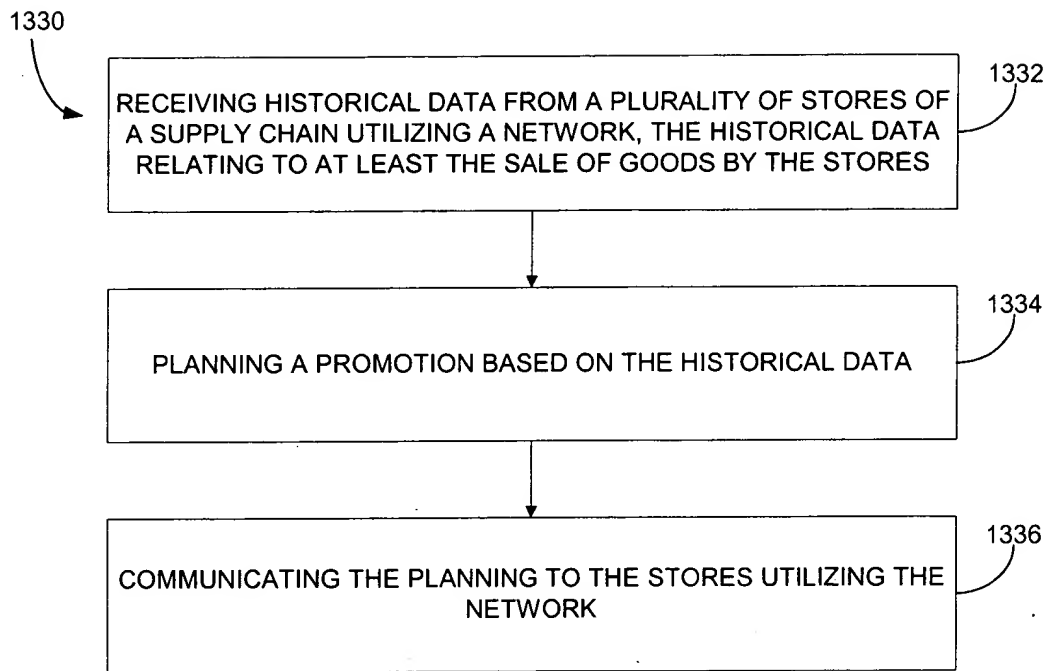 1330
1332
RECEIVING HISTORICAL DATA FROM A PLURALITY OF STORES OF
A SUPPLY CHAIN UTILIZING A NETWORK, THE HISTORICAL DATA
RELATING TO AT LEAST THE SALE OF GOODS BY THE STORES
1334
PLANNING A PROMOTION BASED ON THE HISTORICAL DATA
1336
COMMUNICATING THE PLANNING TO THE STORES UTILIZING THE
NETWORK